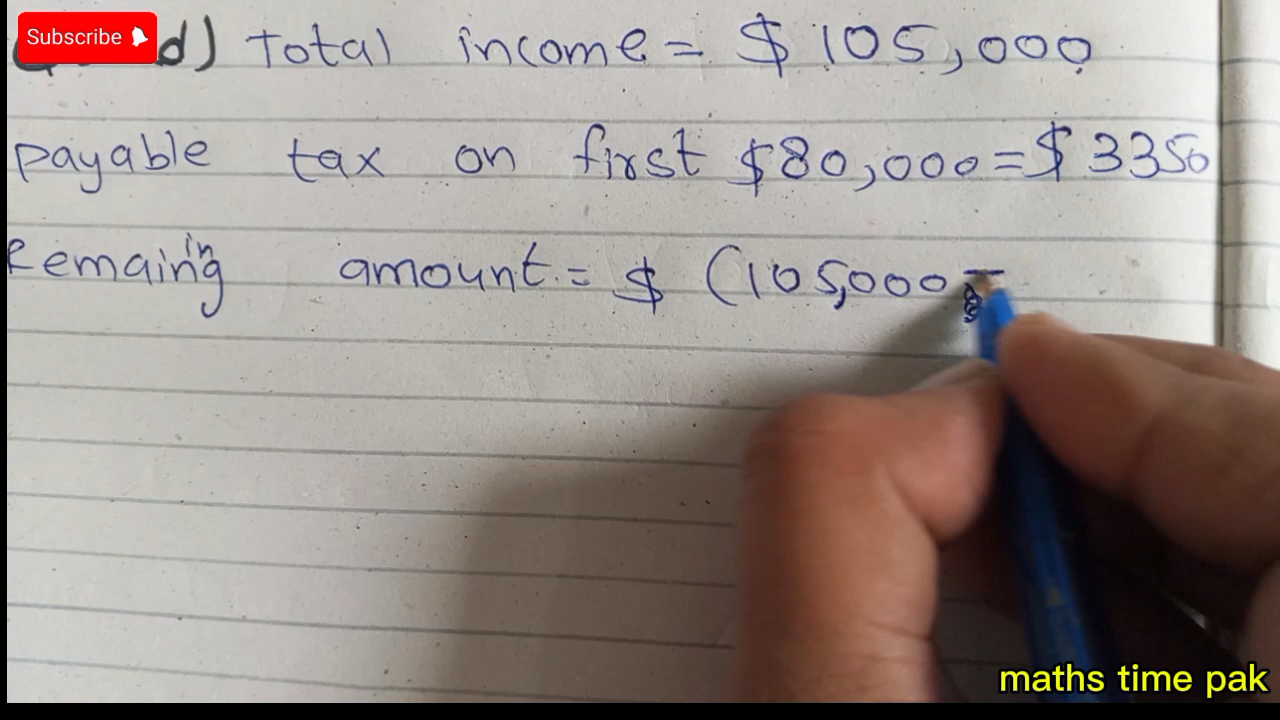 Subscribe
d) Total income = $ 105,000
payable tax on first $80,000 = $ 3350
Remaining amount = $ (105,000 -
maths time pak